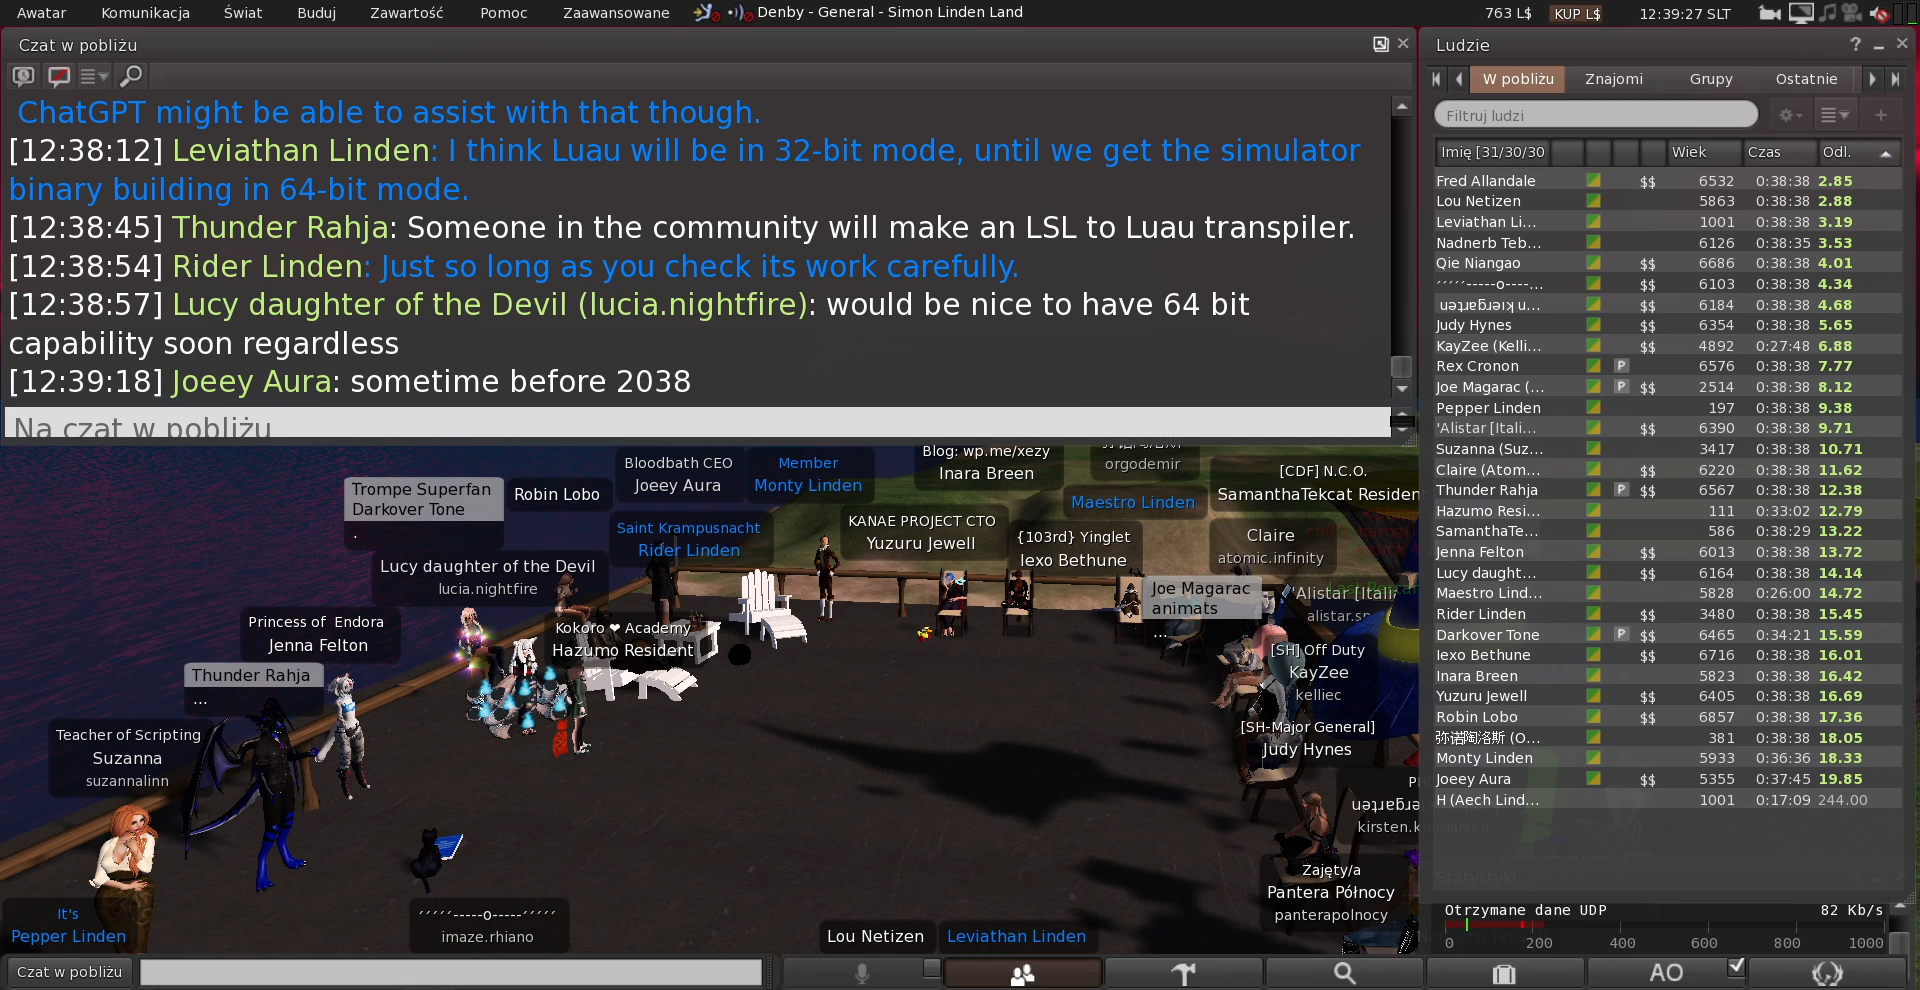 Awatar Komunikacja Świat Buduj Zawartość Pomoc Zaawansowane Denby - General - Simon Linden Land 763 L$ KUP L$ 12:39:27 SLT
Czat w pobliżu
ChatGPT might be able to assist with that though.
[12:38:12] Leviathan Linden: I think Luau will be in 32-bit mode, until we get the simulator
binary building in 64-bit mode.
[12:38:45] Thunder Rahja: Someone in the community will make an LSL to Luau transpiler.
[12:38:54] Rider Linden: Just so long as you check its work carefully.
[12:38:57] Lucy daughter of the Devil (lucia.nightfire): would be nice to have 64 bit
capability soon regardless
[12:39:18] Joeey Aura: sometime before 2038
Na czat w pobliżu
Ludzie
W pobliżu Znajomi Grupy Ostatnie
Filtruj ludzi
Imię [31/30/30 Wiek Czas Odl.
Fred Allandale $$ 6532 0:38:38 2.85
Lou Netizen 5863 0:38:38 2.88
Leviathan Li... 1001 0:38:38 3.19
Nadnerb Teb... 6126 0:38:35 3.53
Qie Niangao $$ 6686 0:38:38 4.01
´´´´´-----o----... $$ 6103 0:38:38 4.34
uǝʇɹɐƃɹǝıʞ u... $$ 6184 0:38:38 4.68
Judy Hynes $$ 6354 0:38:38 5.65
KayZee (Kelli... $$ 4892 0:27:48 6.88
Rex Cronon P 6576 0:38:38 7.77
Joe Magarac (... P $$ 2514 0:38:38 8.12
Pepper Linden 197 0:38:38 9.38
'Alistar [Itali... $$ 6390 0:38:38 9.71
Suzanna (Suz... 3417 0:38:38 10.71
Claire (Atom... $$ 6220 0:38:38 11.62
Thunder Rahja P $$ 6567 0:38:38 12.38
Hazumo Resi... 111 0:33:02 12.79
SamanthaTe... 586 0:38:29 13.22
Jenna Felton $$ 6013 0:38:38 13.72
Lucy daught... $$ 6164 0:38:38 14.14
Maestro Lind... 5828 0:26:00 14.72
Rider Linden $$ 3480 0:38:38 15.45
Darkover Tone P $$ 6465 0:34:21 15.59
Iexo Bethune $$ 6716 0:38:38 16.01
Inara Breen 5823 0:38:38 16.42
Yuzuru Jewell $$ 6405 0:38:38 16.69
Robin Lobo $$ 6857 0:38:38 17.36
弥诺陶洛斯 (O... 381 0:38:38 18.05
Monty Linden 5933 0:36:36 18.33
Joeey Aura $$ 5355 0:37:45 19.85
H (Aech Lind... 1001 0:17:09 244.00
Statystyki
Otrzymane dane UDP 82 Kb/s
0 200 400 600 800 1000
Trompe Superfan
Darkover Tone
.
Robin Lobo
Bloodbath CEO
Joeey Aura
Member
Monty Linden
Blog: wp.me/xezy
Inara Breen
orgodemir
[CDF] N.C.O.
SamanthaTekcat Residen
Maestro Linden
Saint Krampusnacht
Rider Linden
KANAE PROJECT CTO
Yuzuru Jewell
{103rd} Yinglet
Iexo Bethune
Claire
atomic.infinity
Lucy daughter of the Devil
lucia.nightfire
Joe Magarac
animats
...
'Alistar [Itali
alistar.sp
Princess of Endora
Jenna Felton
Kokoro ❤ Academy
Hazumo Resident
[SH] Off Duty
KayZee
kelliec
Thunder Rahja
...
Teacher of Scripting
Suzanna
suzannalinn
[SH-Major General]
Judy Hynes
uǝʇɹɐƃɹǝ
kirsten.kiergarten
Zajęty/a
Pantera Północy
panterapolnocy
It's
Pepper Linden
´´´´´-----o-----´´´´´
imaze.rhiano
Lou Netizen
Leviathan Linden
Czat w pobliżu
AO